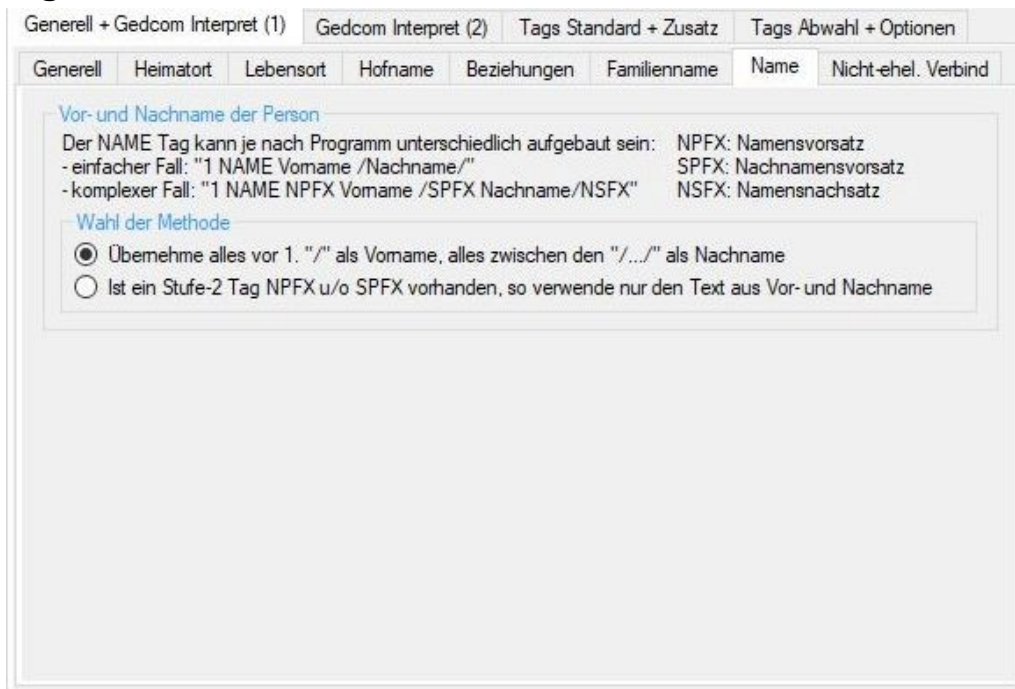 Generell + Gedcom Interpret (1) Gedcom Interpret (2) Tags Standard + Zusatz Tags Abwahl + Optionen
Generell Heimatort Lebensort Hofname Beziehungen Familienname Name Nicht-ehel. Verbind
Vor- und Nachname der Person
Der NAME Tag kann je nach Programm unterschiedlich aufgebaut sein: NPFX: Namensvorsatz
- einfacher Fall: "1 NAME Vorname /Nachname/" SPFX: Nachnamensvorsatz
- komplexer Fall: "1 NAME NPFX Vorname /SPFX Nachname/NSFX" NSFX: Namensnachsatz
Wahl der Methode
Übernehme alles vor 1. "/" als Vorname, alles zwischen den "/.../" als Nachname
Ist ein Stufe-2 Tag NPFX u/o SPFX vorhanden, so verwende nur den Text aus Vor- und Nachname